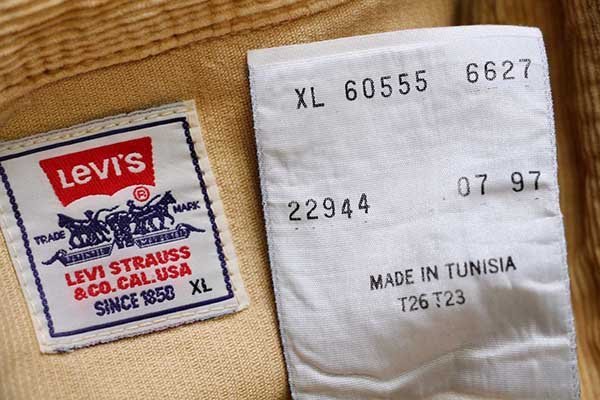 LEVI'S
®
TRADE MARK
LEVI STRAUSS
& CO. CAL. USA
SINCE 1850 XL
XL 60555 6627
22944 07 97
MADE IN TUNISIA
T26 T23